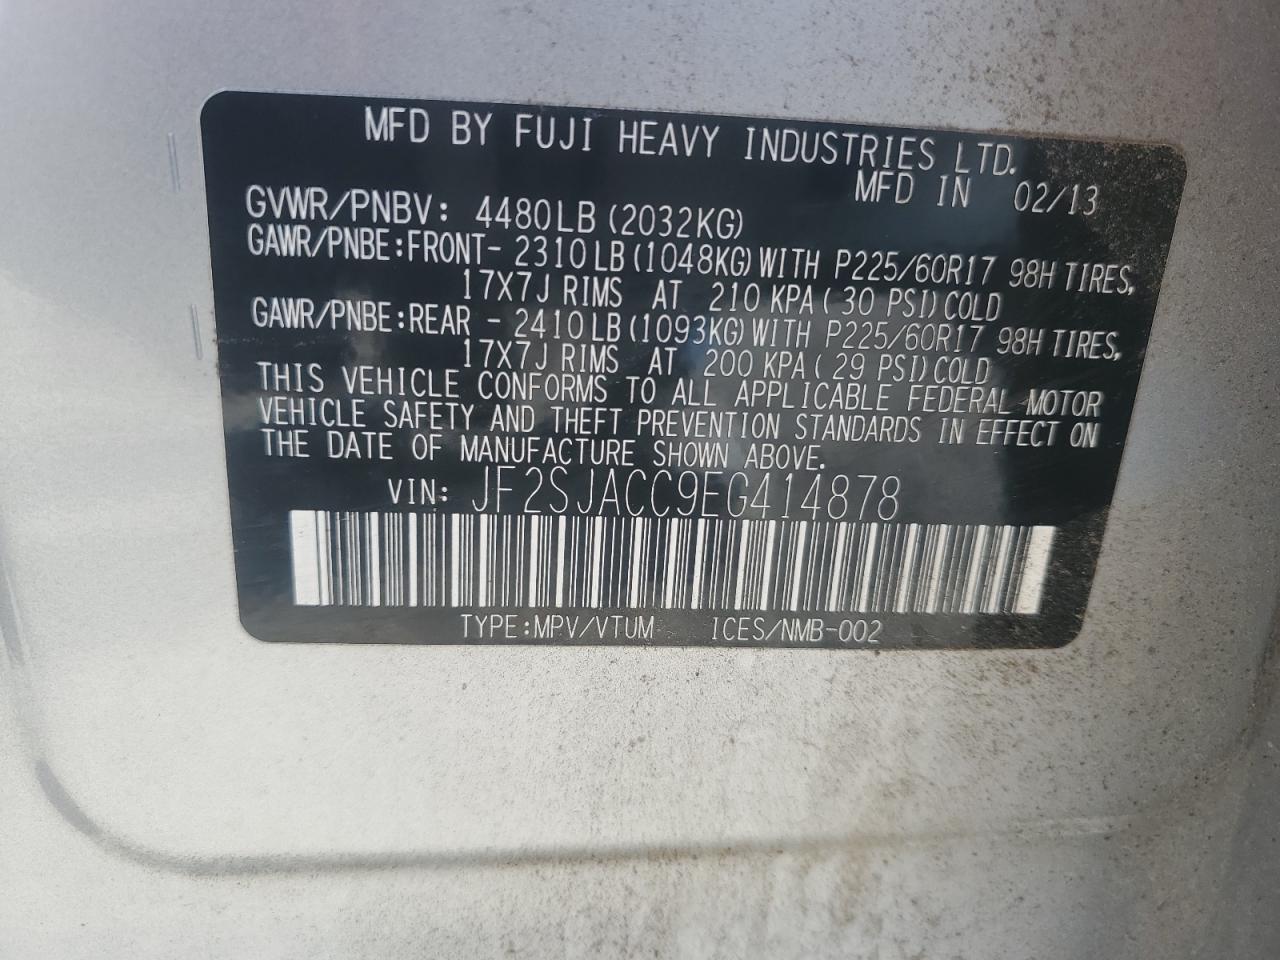 MFD BY FUJI HEAVY INDUSTRIES LTD.
MFD IN 02/13
GVWR/PNBV: 4480LB (2032KG)
GAWR/PNBE:FRONT- 2310LB(1048KG)WITH P225/60R17 98H TIRES,
17X7J RIMS AT 210 KPA( 30 PSI)COLD
GAWR/PNBE:REAR - 2410LB(1093KG)WITH P225/60R17 98H TIRES,
17X7J RIMS AT 200 KPA( 29 PSI)COLD
THIS VEHICLE CONFORMS TO ALL APPLICABLE FEDERAL MOTOR
VEHICLE SAFETY AND THEFT PREVENTION STANDARDS IN EFFECT ON
THE DATE OF MANUFACTURE SHOWN ABOVE.
VIN: JF2SJACC9EG414878
TYPE:MPV/VTUM ICES/NMB-002